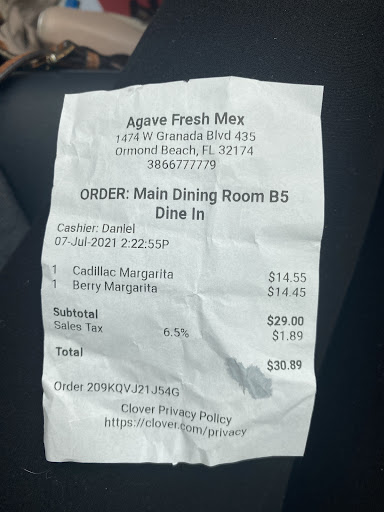 Agave Fresh Mex
1474 W Granada Blvd 435
Ormond Beach, FL 32174
3866777779
ORDER: Main Dining Room B5
Dine In
Cashier: Daniel
07-Jul-2021 2:22:55P
1 Cadillac Margarita $14.55
1 Berry Margarita $14.45
Subtotal $29.00
Sales Tax 6.5% $1.89
Total $30.89
Order 209KQVJ21J54G
Clover Privacy Policy
https://clover.com/privacy